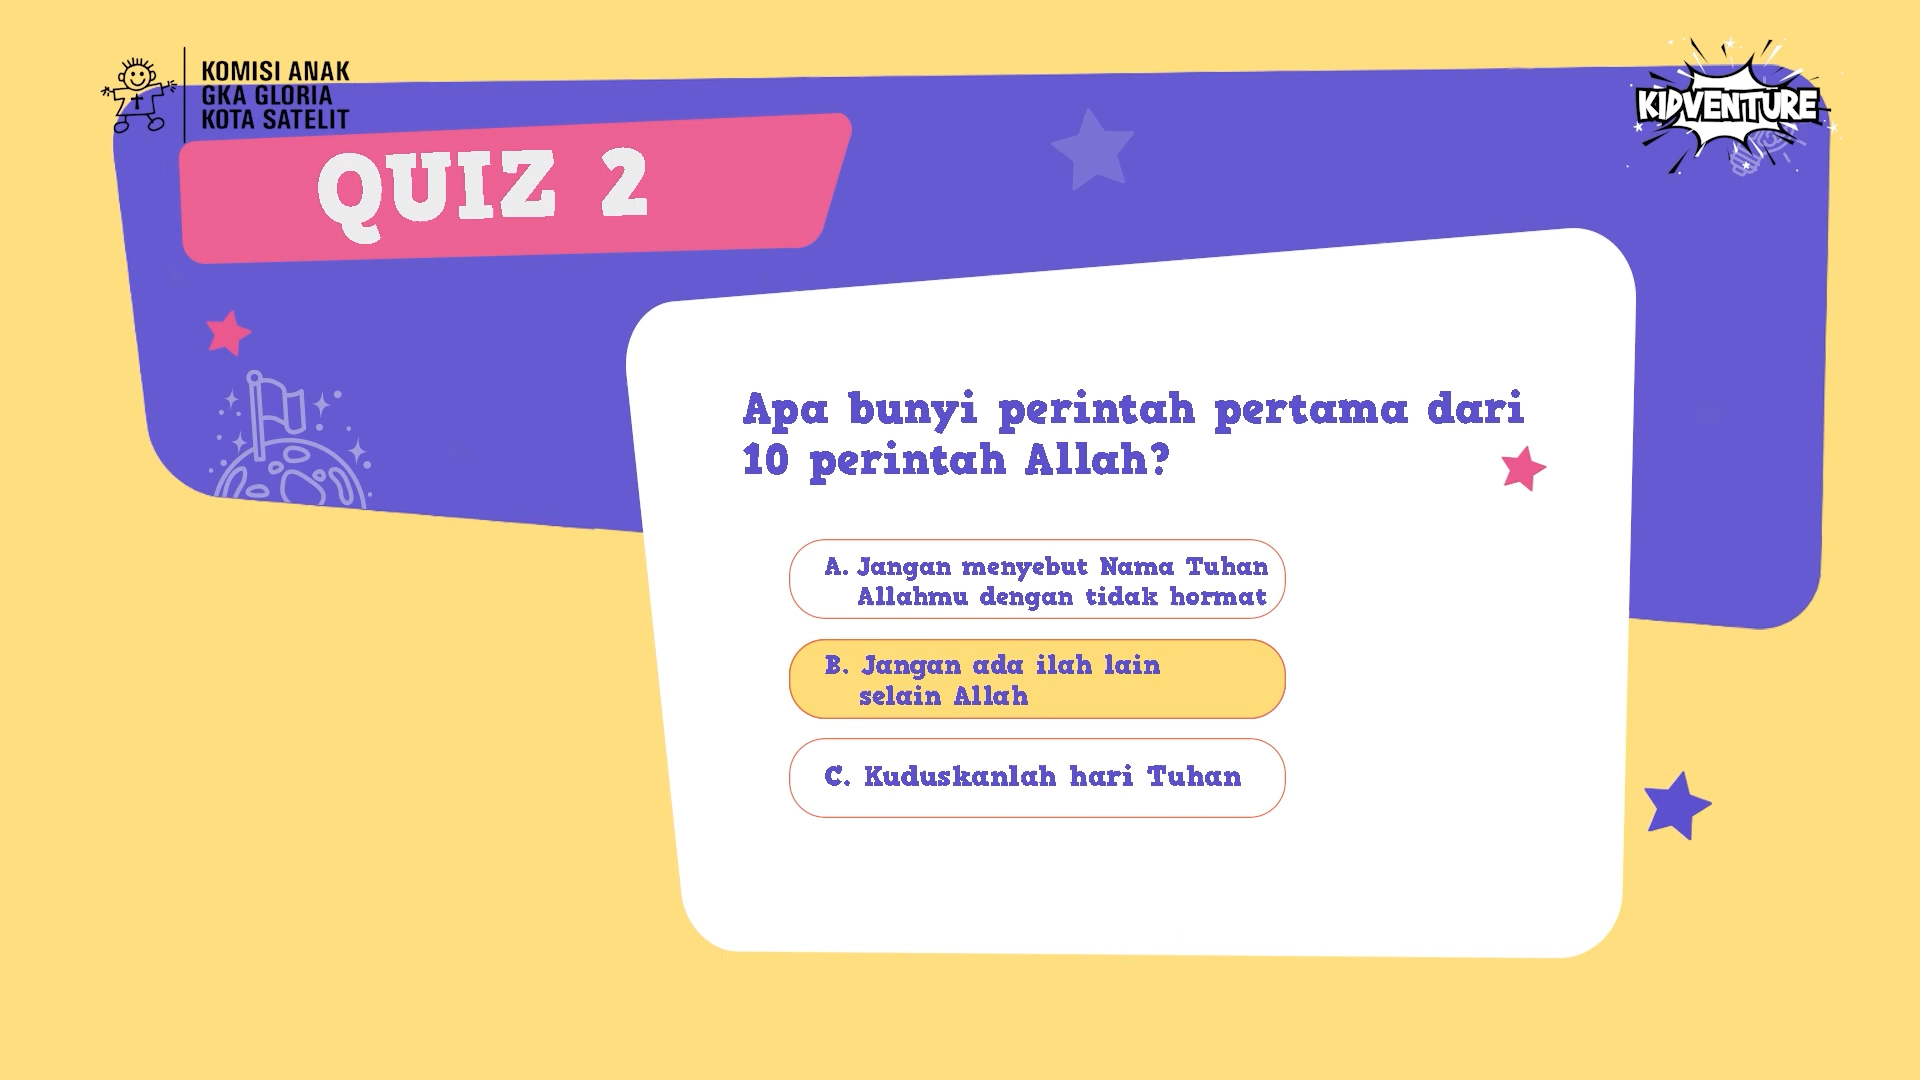 KOMISI ANAK
GKA GLORIA
KOTA SATELIT
KIDVENTURE
QUIZ 2
Apa bunyi perintah pertama dari
10 perintah Allah?
A. Jangan menyebut Nama Tuhan
Allahmu dengan tidak hormat
B. Jangan ada ilah lain
selain Allah
C. Kuduskanlah hari Tuhan